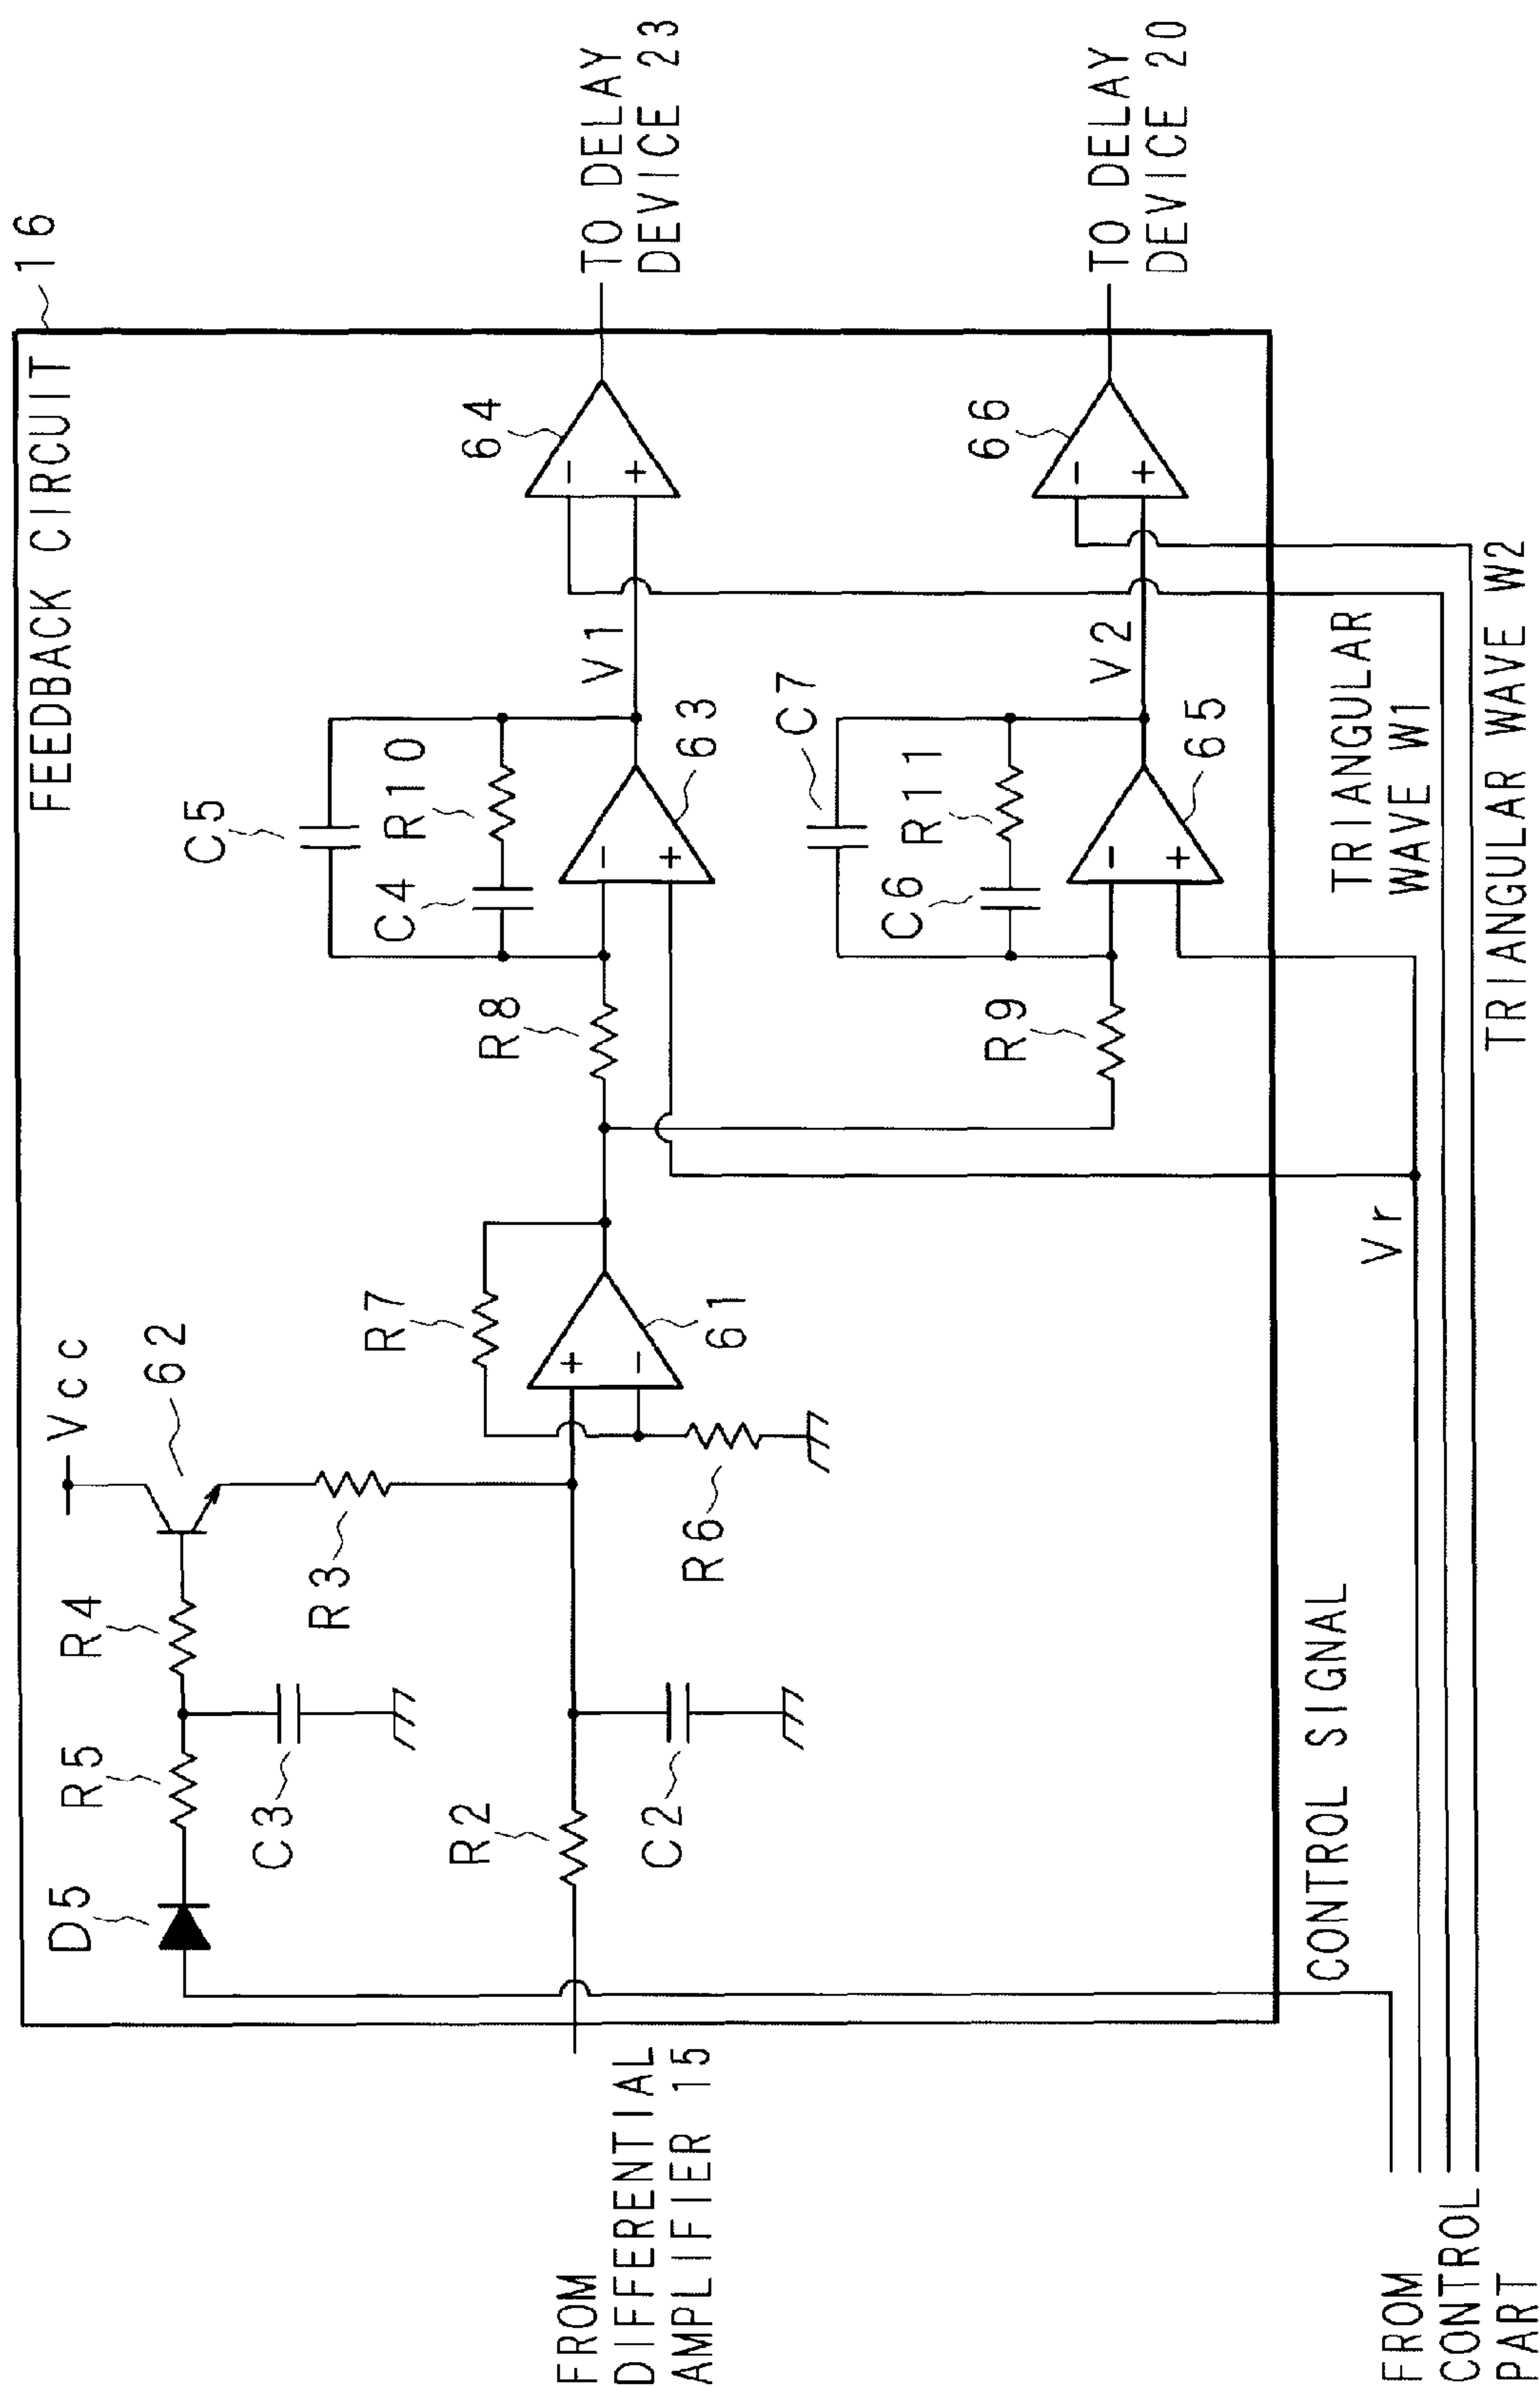 FEEDBACK CIRCUIT
16
Vcc
62
D5
R5
R4
C3
R3
R2
C2
R6
R7
61
R8
C5
C4
R10
63
V1
64
TO DELAY
DEVICE 23
R9
C7
C6
R11
65
V2
66
TO DELAY
DEVICE 20
FROM
DIFFERENTIAL
AMPLIFIER 15
CONTROL SIGNAL
Vr
TRIANGULAR
WAVE W1
TRIANGULAR WAVE W2
FROM
CONTROL
PART
+
−
−
+
−
+
−
+
−
+